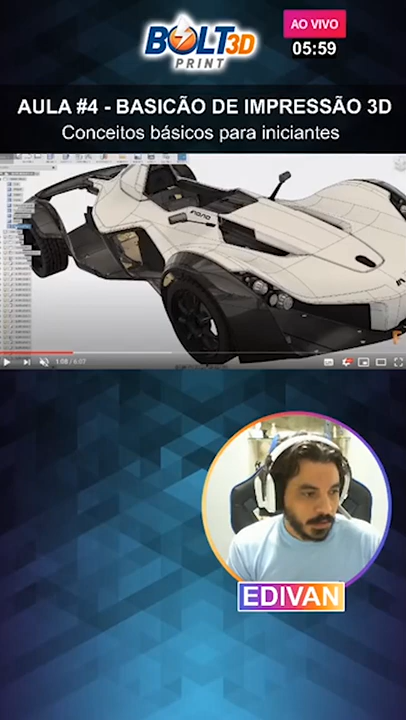 BOLT3D
PRINT
AO VIVO
05:59
AULA #4 - BASICÃO DE IMPRESSÃO 3D
Conceitos básicos para iniciantes
mono
1:08 / 6:07
EDIVAN